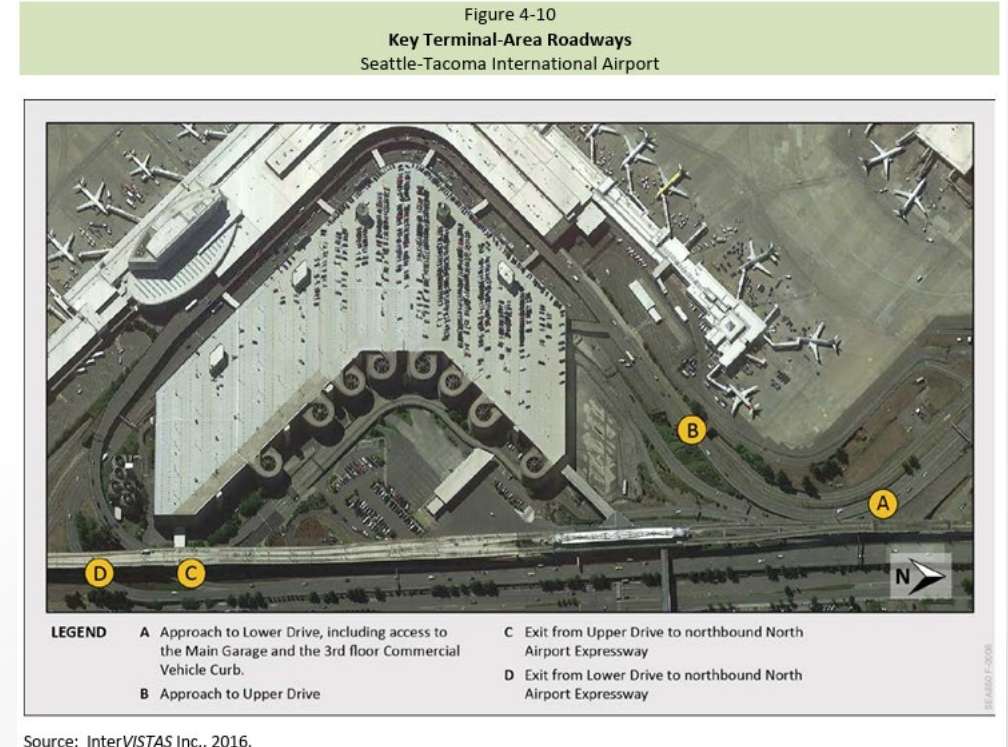 Figure 4-10
Key Terminal-Area Roadways
Seattle-Tacoma International Airport
B
A
D
C
N
LEGEND
A Approach to Lower Drive, including access to
the Main Garage and the 3rd floor Commercial
Vehicle Curb.
B Approach to Upper Drive
C Exit from Upper Drive to northbound North
Airport Expressway
D Exit from Lower Drive to northbound North
Airport Expressway
Source: InterVISTAS Inc., 2016.